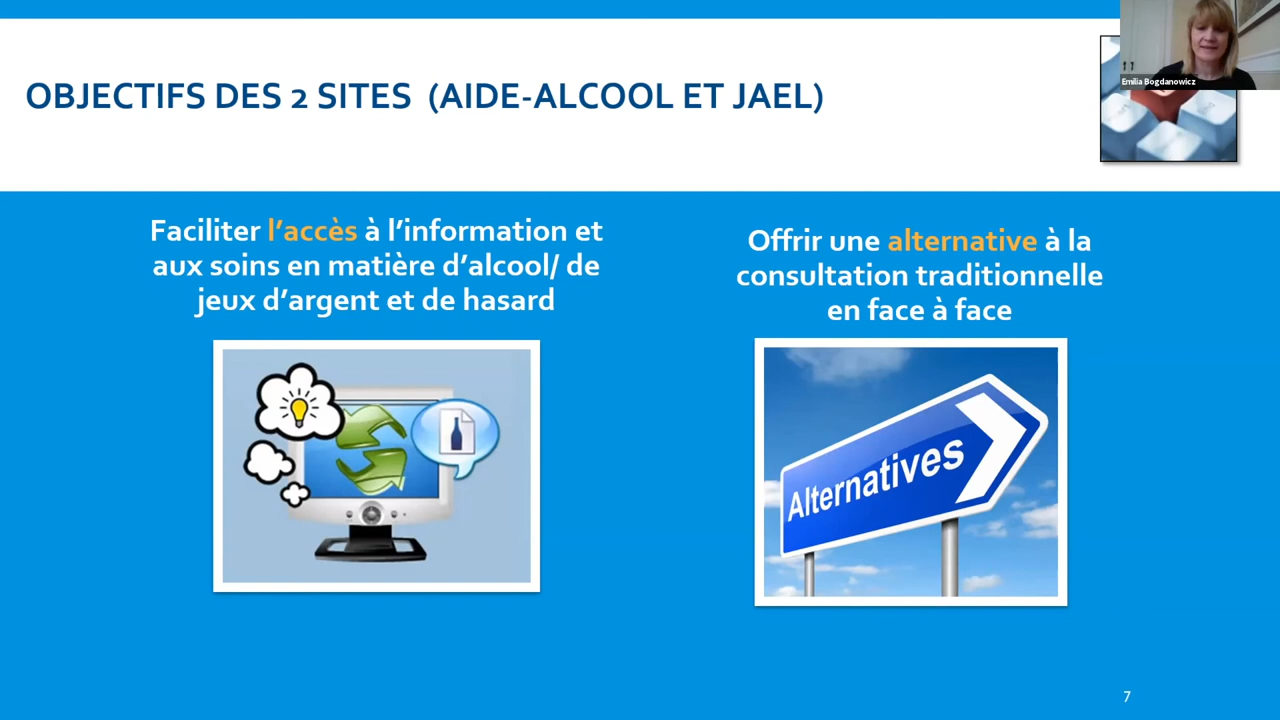 Emilia Bogdanowicz
OBJECTIFS DES 2 SITES (AIDE-ALCOOL ET JAEL)
Faciliter l’accès à l’information et
aux soins en matière d’alcool/ de
jeux d’argent et de hasard
Offrir une alternative à la
consultation traditionnelle
en face à face
Alternatives
7